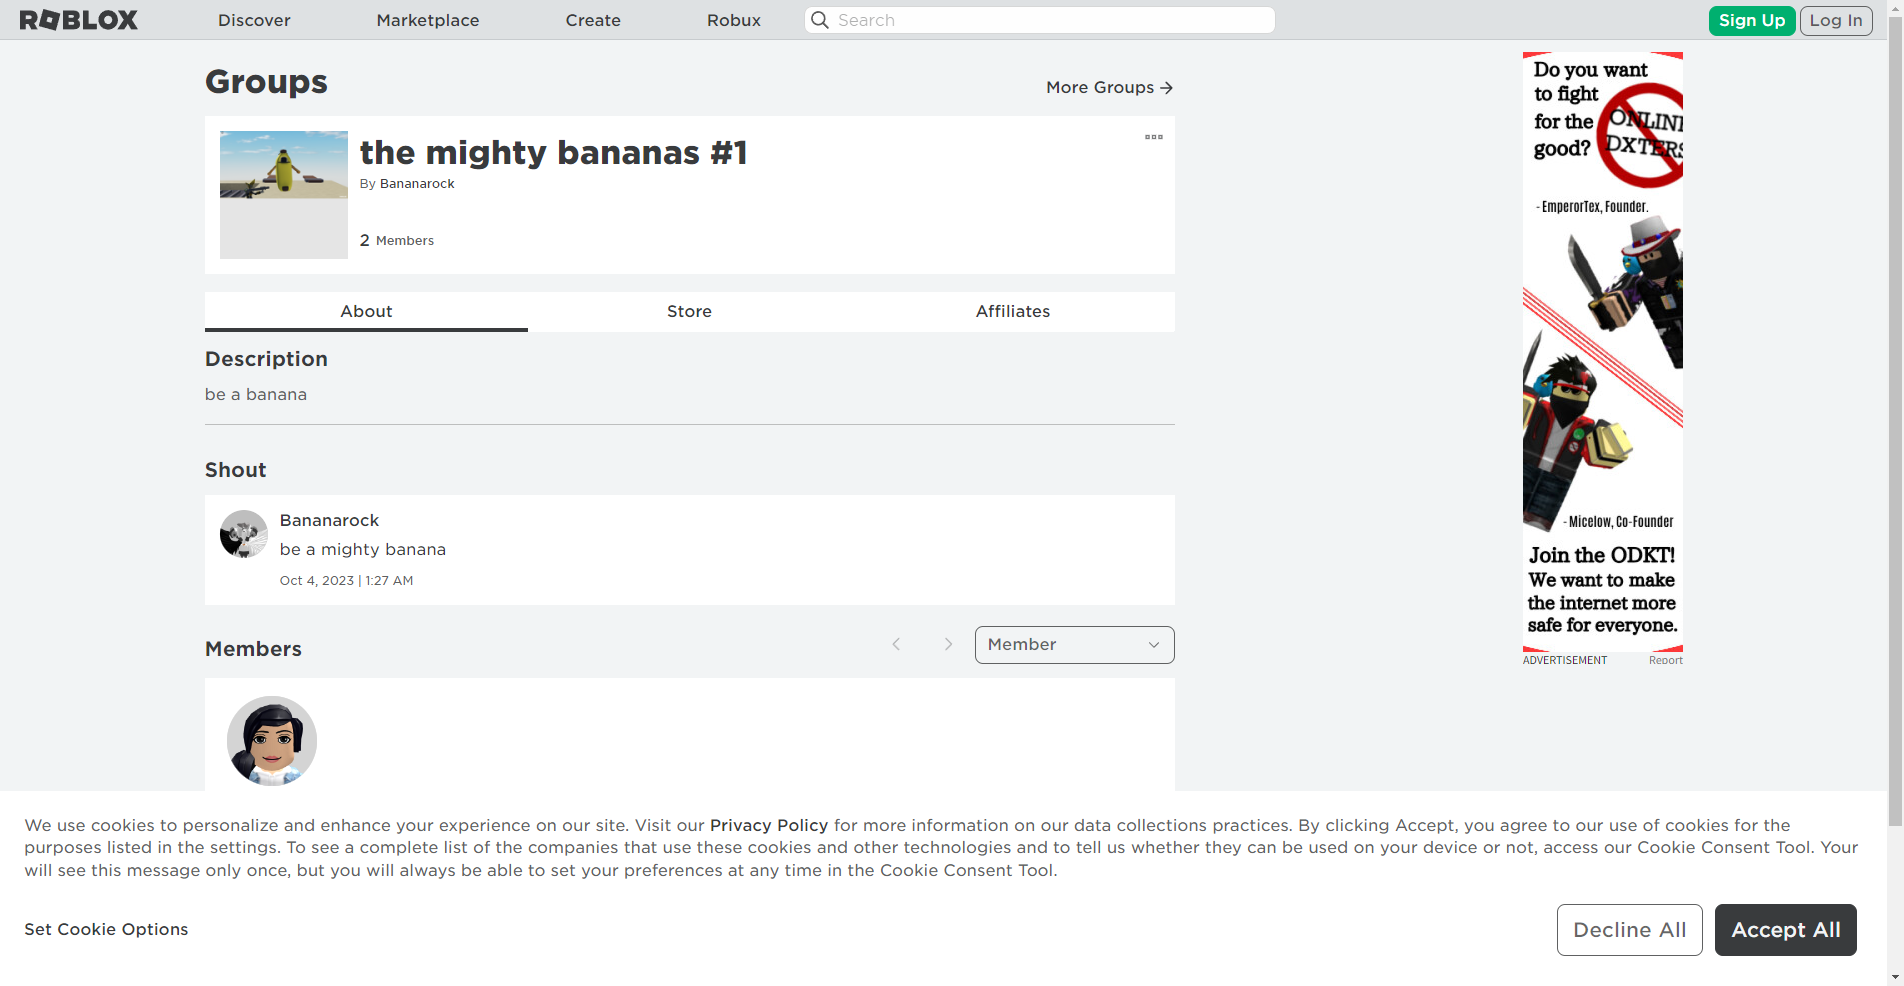 ROBLOX
Discover
Marketplace
Create
Robux
Search
Sign Up
Log In
Groups
More Groups
the mighty bananas #1
By Bananarock
2 Members
About
Store
Affiliates
Description
be a banana
Shout
Bananarock
be a mighty banana
Oct 4, 2023 | 1:27 AM
Members
Member
Do you want
to fight
for the
good?
ONLINE
DXTERS
- EmperorTex, Founder.
- Micelow, Co-Founder
Join the ODKT!
We want to make
the internet more
safe for everyone.
ADVERTISEMENT
Report
We use cookies to personalize and enhance your experience on our site. Visit our Privacy Policy for more information on our data collections practices. By clicking Accept, you agree to our use of cookies for the
purposes listed in the settings. To see a complete list of the companies that use these cookies and other technologies and to tell us whether they can be used on your device or not, access our Cookie Consent Tool. Your
will see this message only once, but you will always be able to set your preferences at any time in the Cookie Consent Tool.
Set Cookie Options
Decline All
Accept All